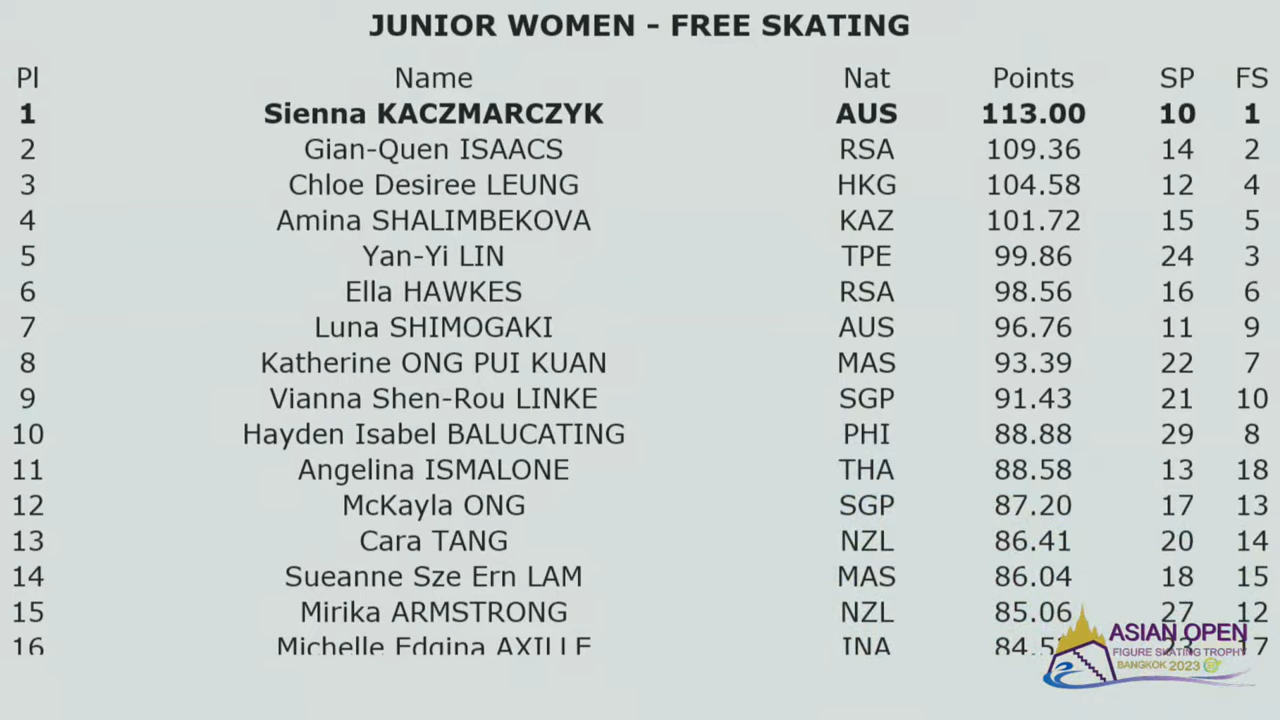 JUNIOR WOMEN - FREE SKATING
Pl Name Nat Points SP FS
1 Sienna KACZMARCZYK AUS 113.00 10 1
2 Gian-Quen ISAACS RSA 109.36 14 2
3 Chloe Desiree LEUNG HKG 104.58 12 4
4 Amina SHALIMBEKOVA KAZ 101.72 15 5
5 Yan-Yi LIN TPE 99.86 24 3
6 Ella HAWKES RSA 98.56 16 6
7 Luna SHIMOGAKI AUS 96.76 11 9
8 Katherine ONG PUI KUAN MAS 93.39 22 7
9 Vianna Shen-Rou LINKE SGP 91.43 21 10
10 Hayden Isabel BALUCATING PHI 88.88 29 8
11 Angelina ISMALONE THA 88.58 13 18
12 McKayla ONG SGP 87.20 17 13
13 Cara TANG NZL 86.41 20 14
14 Sueanne Sze Ern LAM MAS 86.04 18 15
15 Mirika ARMSTRONG NZL 85.06 27 12
16 Michelle Edgina AXILLE INA
ASIAN OPEN
FIGURE SKATING TROPHY
BANGKOK 2023